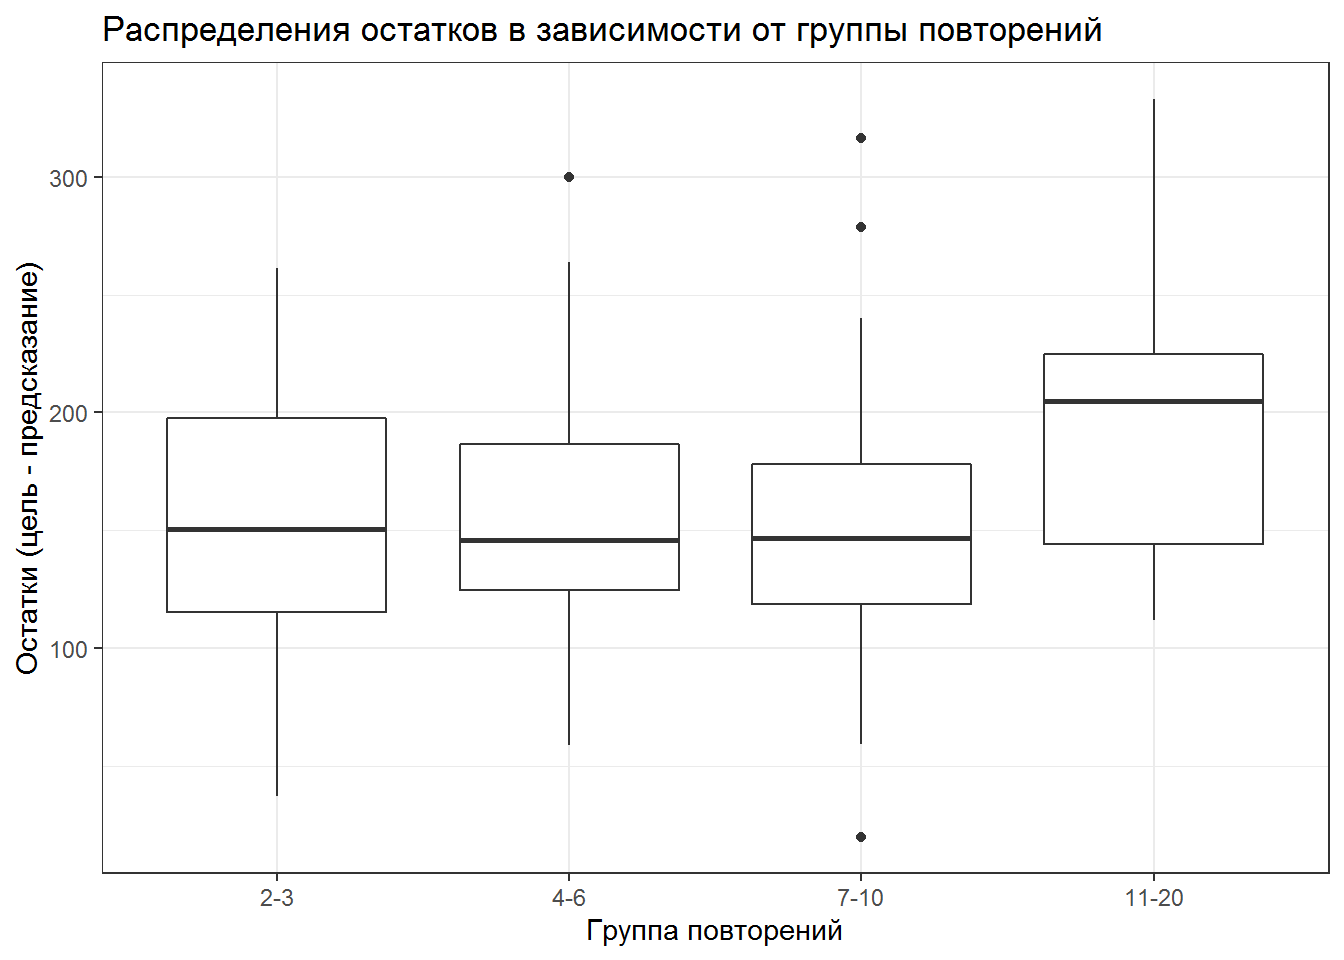 Распределения остатков в зависимости от группы повторений
Остатки (цель - предсказание)
300
200
100
2-3
4-6
7-10
11-20
Группа повторений